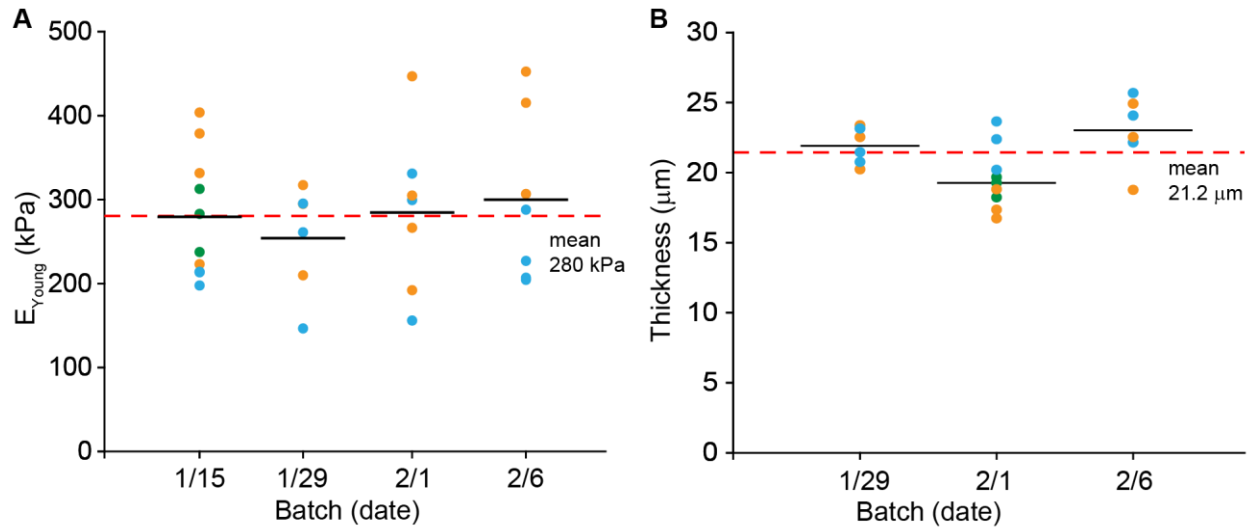 A
E_Young (kPa)
500
400
300
200
100
0
mean
280 kPa
1/15 1/29 2/1 2/6
Batch (date)
B
Thickness (μm)
30
25
20
15
10
5
0
mean
21.2 μm
1/29 2/1 2/6
Batch (date)